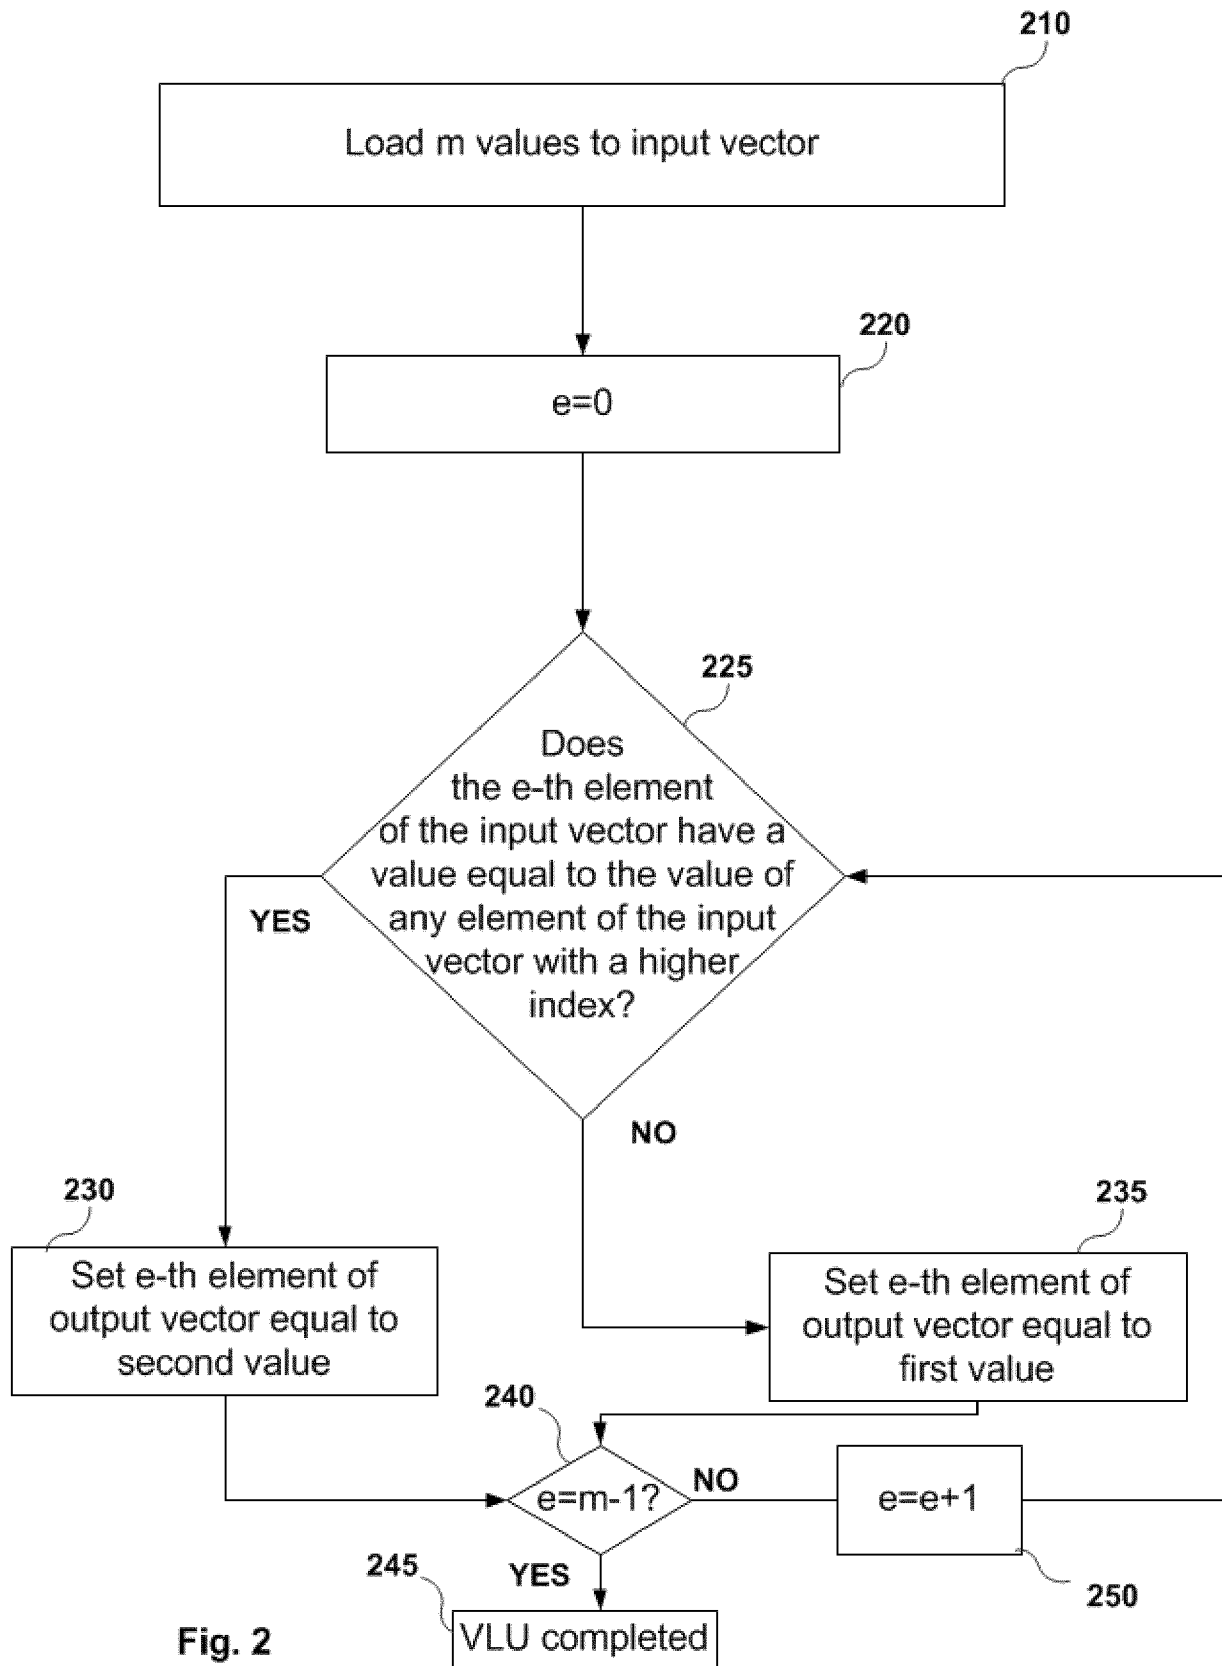 210
Load m values to input vector
220
e=0
225
Does
the e-th element
of the input vector have a
value equal to the value of
any element of the input
vector with a higher
index?
YES
NO
230
Set e-th element of
output vector equal to
second value
235
Set e-th element of
output vector equal to
first value
240
e=m-1?
NO
e=e+1
250
YES
245
VLU completed
Fig. 2